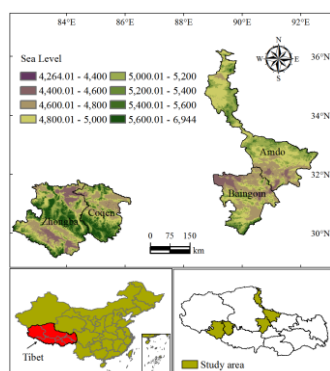 84°E 86°E 90°E 92°E
Sea Level
4,264.01 - 4,400 5,000.01 - 5,200
4,400.01 - 4,600 5,200.01 - 5,400
4,600.01 - 4,800 5,400.01 - 5,600
4,800.01 - 5,000 5,600.01 - 6,944
N
W E
S
36°N
34°N
32°N
30°N
Amdo
Baingoin
Coqen
Zhongba
0 75 150
km
Tibet
Study area